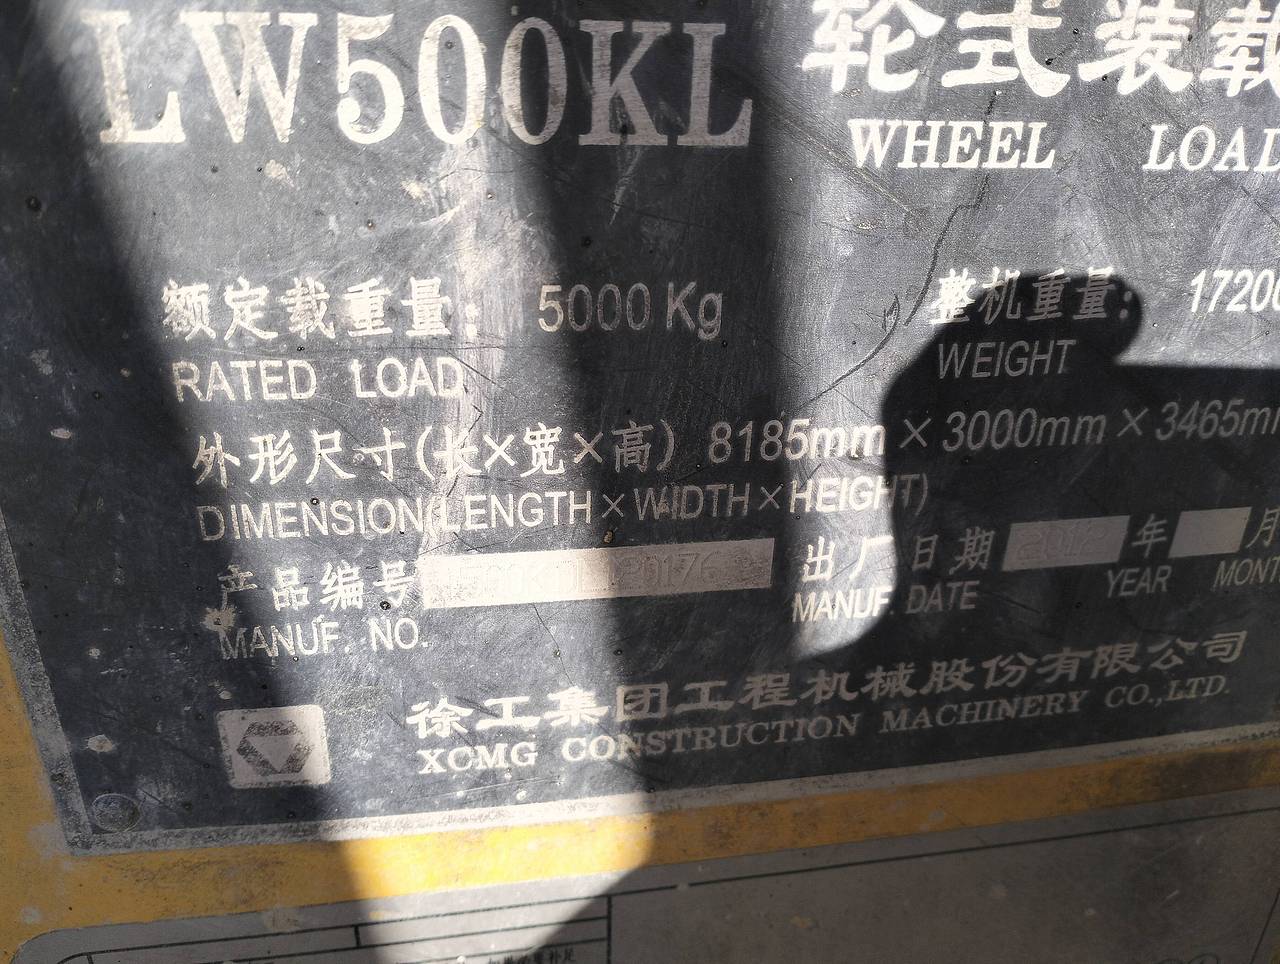 LW500KL 轮式装载
WHEEL LOAD
额定载重量: 5000 Kg 整机重量: 1720
RATED LOAD WEIGHT
外形尺寸(长×宽×高) 8185mm × 3000mm × 3465m
DIMENSION(LENGTH×WIDTH×HEIGHT)
产品编号 出厂日期 2012 年 月
MANUF. NO. MANUF DATE YEAR MONT
徐工集团工程机械股份有限公司
XCMG CONSTRUCTION MACHINERY CO.,LTD.